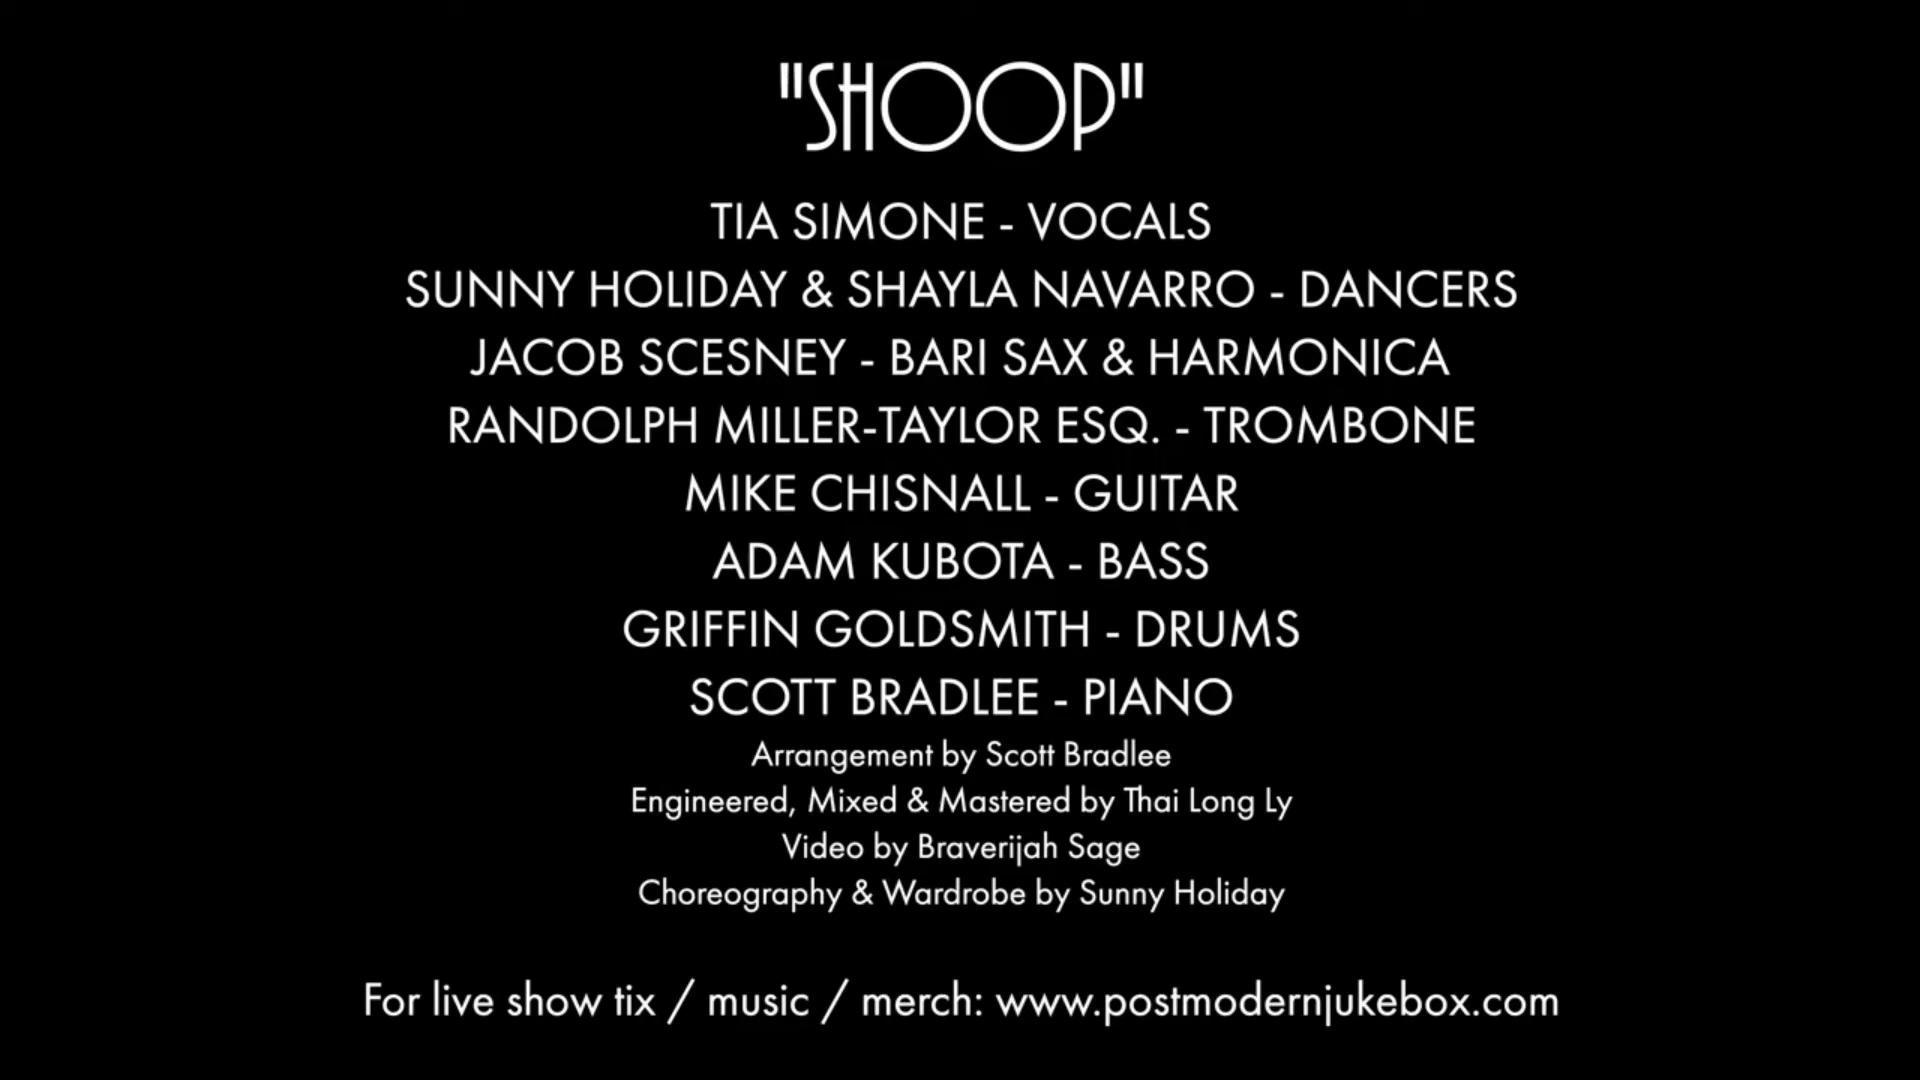 "SHOOP"
TIA SIMONE - VOCALS
SUNNY HOLIDAY & SHAYLA NAVARRO - DANCERS
JACOB SCESNEY - BARI SAX & HARMONICA
RANDOLPH MILLER-TAYLOR ESQ. - TROMBONE
MIKE CHISNALL - GUITAR
ADAM KUBOTA - BASS
GRIFFIN GOLDSMITH - DRUMS
SCOTT BRADLEE - PIANO
Arrangement by Scott Bradlee
Engineered, Mixed & Mastered by Thai Long Ly
Video by Braverijah Sage
Choreography & Wardrobe by Sunny Holiday
For live show tix / music / merch: www.postmodernjukebox.com